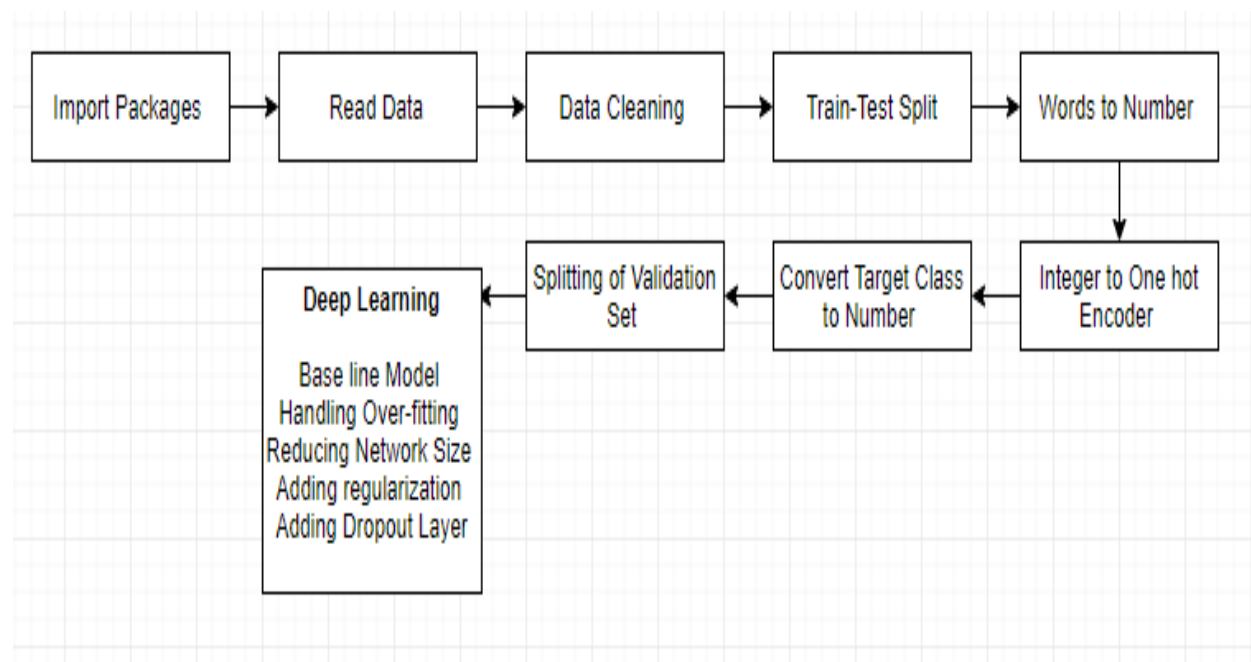 Import Packages
Read Data
Data Cleaning
Train-Test Split
Words to Number
Integer to One hot
Encoder
Convert Target Class
to Number
Splitting of Validation
Set
Deep Learning
Base line Model
Handling Over-fitting
Reducing Network Size
Adding regularization
Adding Dropout Layer